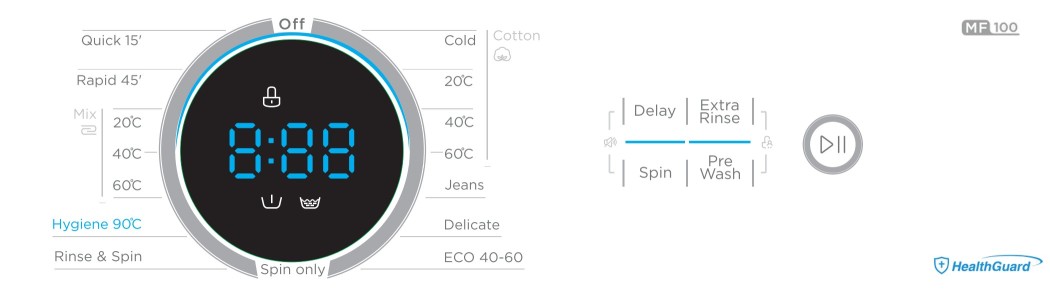 Off
Quick 15'
Rapid 45'
Mix
20℃
40℃
60℃
Hygiene 90℃
Rinse & Spin
Spin only
8:88
Cold
Cotton
20℃
40℃
60℃
Jeans
Delicate
ECO 40-60
Delay
Extra
Rinse
Spin
Pre
Wash
MF 100
HealthGuard